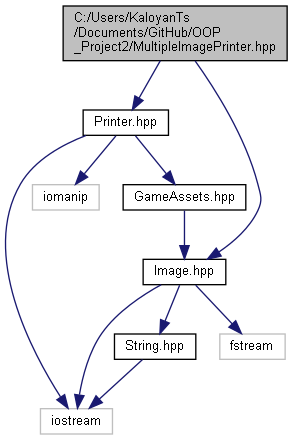 C:/Users/KaloyanTs
/Documents/GitHub/OOP
_Project2/MultipleImagePrinter.hpp
Printer.hpp
iomanip
GameAssets.hpp
Image.hpp
String.hpp
fstream
iostream